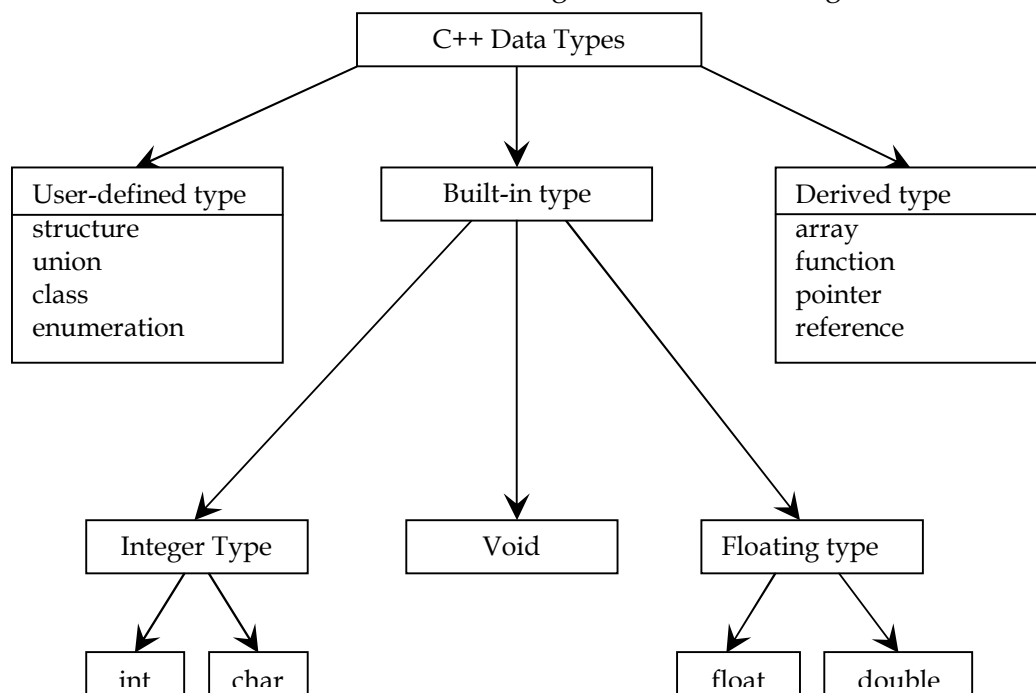 C++ Data Types
User-defined type
structure
union
class
enumeration
Built-in type
Derived type
array
function
pointer
reference
Integer Type
Void
Floating type
int
char
float
double